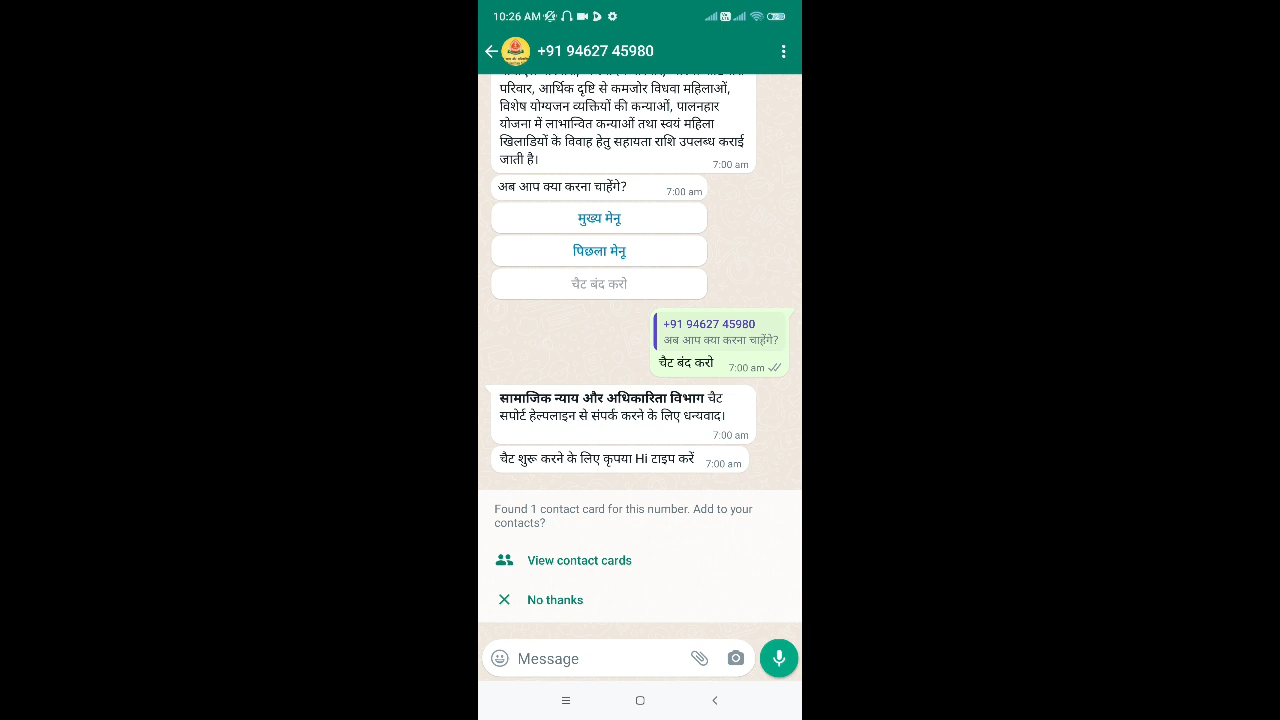 10:26 AM
+91 94627 45980
परिवार, आर्थिक दृष्टि से कमजोर विधवा महिलाओं,
विशेष योग्यजन व्यक्तियों की कन्याओं, पालनहार
योजना में लाभान्वित कन्याओं तथा स्वयं महिला
खिलाडियों के विवाह हेतु सहायता राशि उपलब्ध कराई
जाती है।
7:00 am
अब आप क्या करना चाहेंगे? 7:00 am
मुख्य मेनू
पिछला मेनू
चैट बंद करो
+91 94627 45980
अब आप क्या करना चाहेंगे?
चैट बंद करो 7:00 am
सामाजिक न्याय और अधिकारिता विभाग चैट
सपोर्ट हेल्पलाइन से संपर्क करने के लिए धन्यवाद।
7:00 am
चैट शुरू करने के लिए कृपया Hi टाइप करें 7:00 am
Found 1 contact card for this number. Add to your
contacts?
View contact cards
No thanks
Message